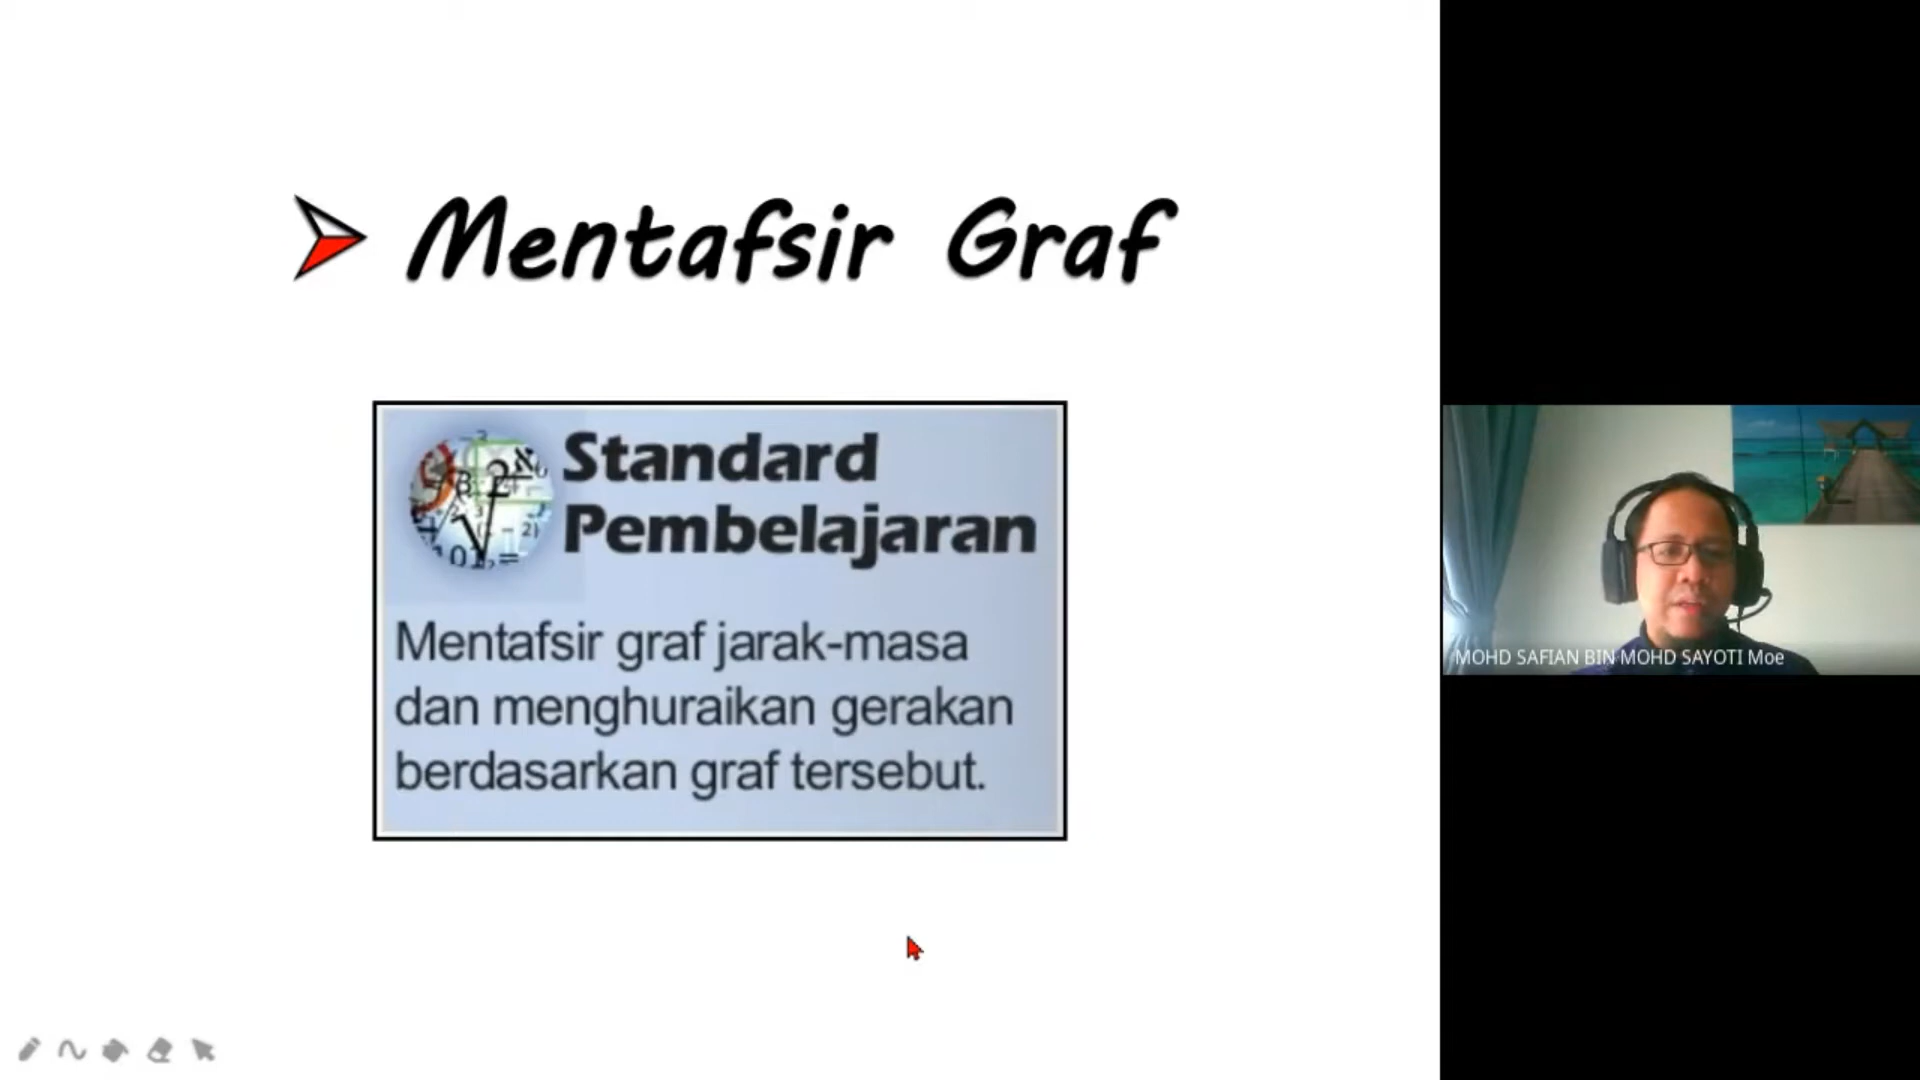 Mentafsir Graf
Standard
Pembelajaran
Mentafsir graf jarak-masa
dan menghuraikan gerakan
berdasarkan graf tersebut.
MOHD SAFIAN BIN MOHD SAYOTI Moe